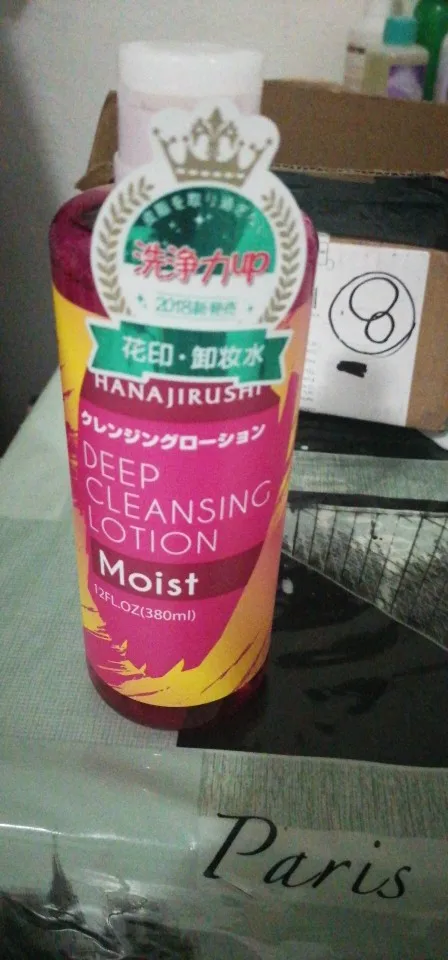 洗浄力up
2018新発売
花印·卸妆水
HANAJIRUSHI
クレンジングローション
DEEP
CLEANSING
LOTION
Moist
12FL.OZ(380ml)
Paris